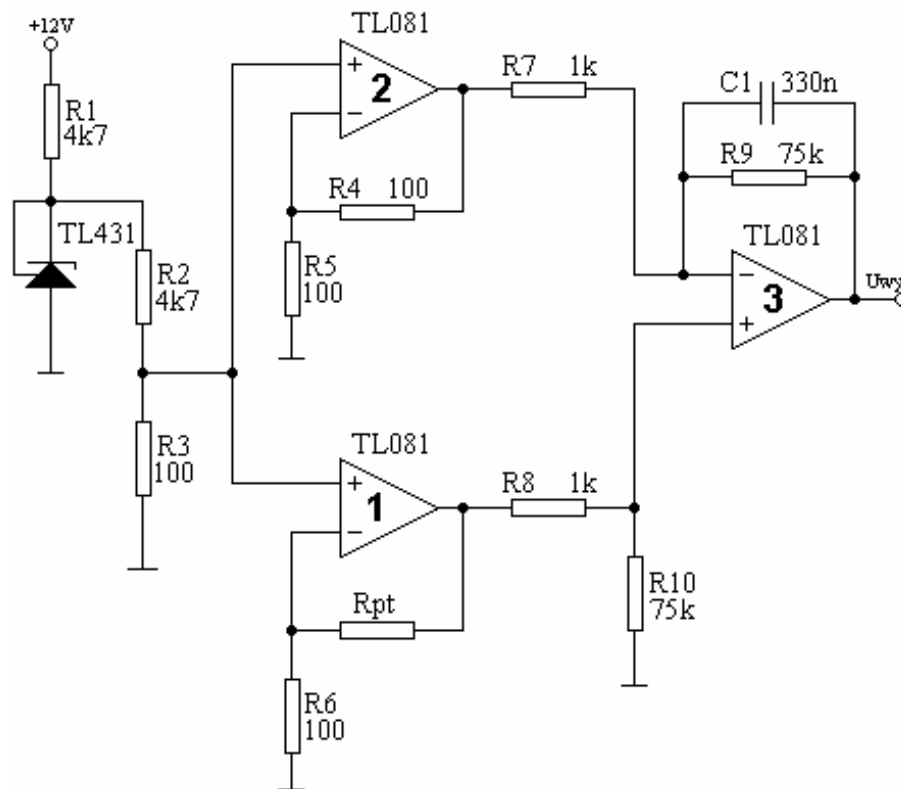 +12V
R1
4k7
TL431
R2
4k7
R3
100
TL081
+
2
−
R4 100
R5
100
R7 1k
C1 330n
R9 75k
TL081
−
3
+
Uwy
TL081
+
1
−
Rpt
R6
100
R8 1k
R10
75k